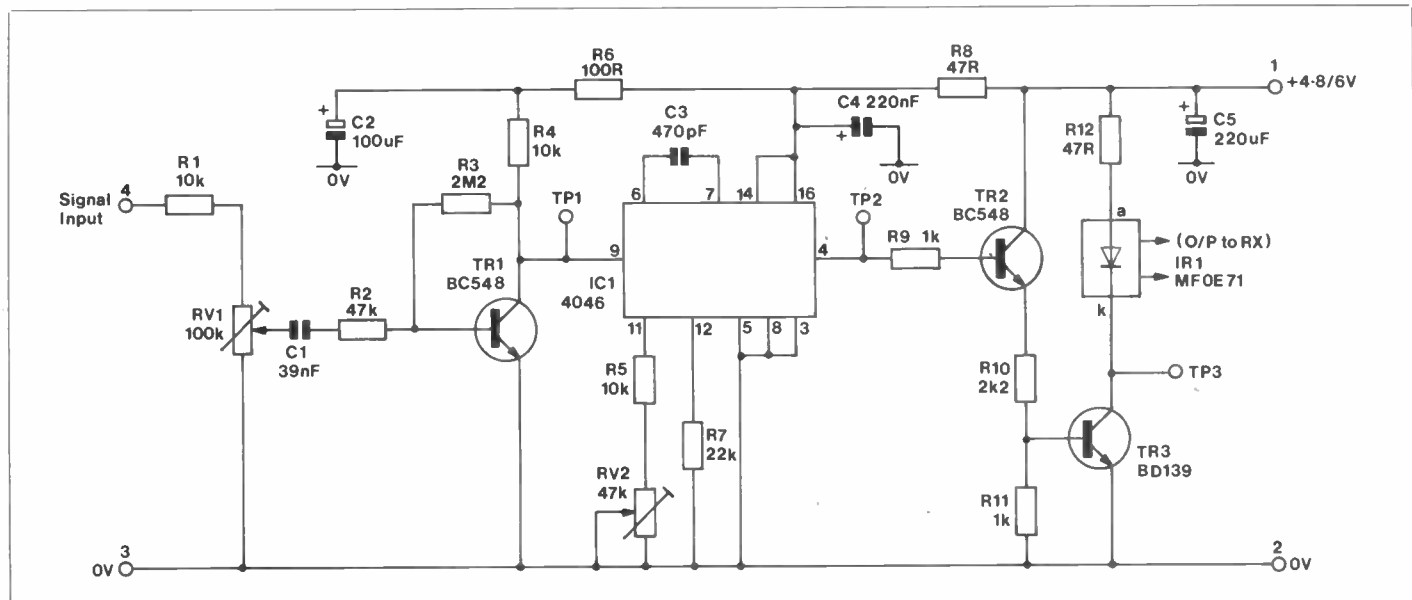 R6
100R
R8
47R
1
+4·8/6V
+
C2
100uF
0V
R4
10k
C3
470pF
C4 220nF
+
0V
R12
47R
+
C5
220uF
0V
R1
10k
Signal
Input
4
R3
2M2
TP1
6
7
14
16
TP2
TR2
BC548
a
(O/P to RX)
IR1
MFOE71
k
9
4
R9 1k
TR1
BC548
IC1
4046
RV1
100k
C1
39nF
R2
47k
11
12
5
8
3
R5
10k
R7
22k
RV2
47k
R10
2k2
TP3
TR3
BD139
R11
1k
0V
3
2
0V